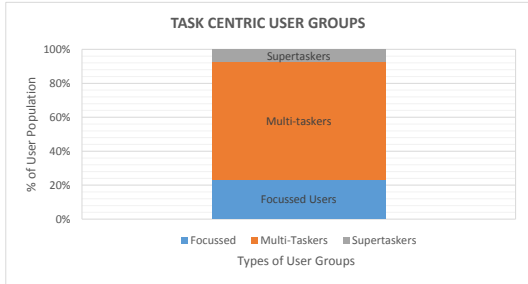 TASK CENTRIC USER GROUPS
100%
80%
60%
40%
20%
0%
% of User Population
Supertaskers
Multi-taskers
Focussed Users
Focussed Multi-Taskers Supertaskers
Types of User Groups